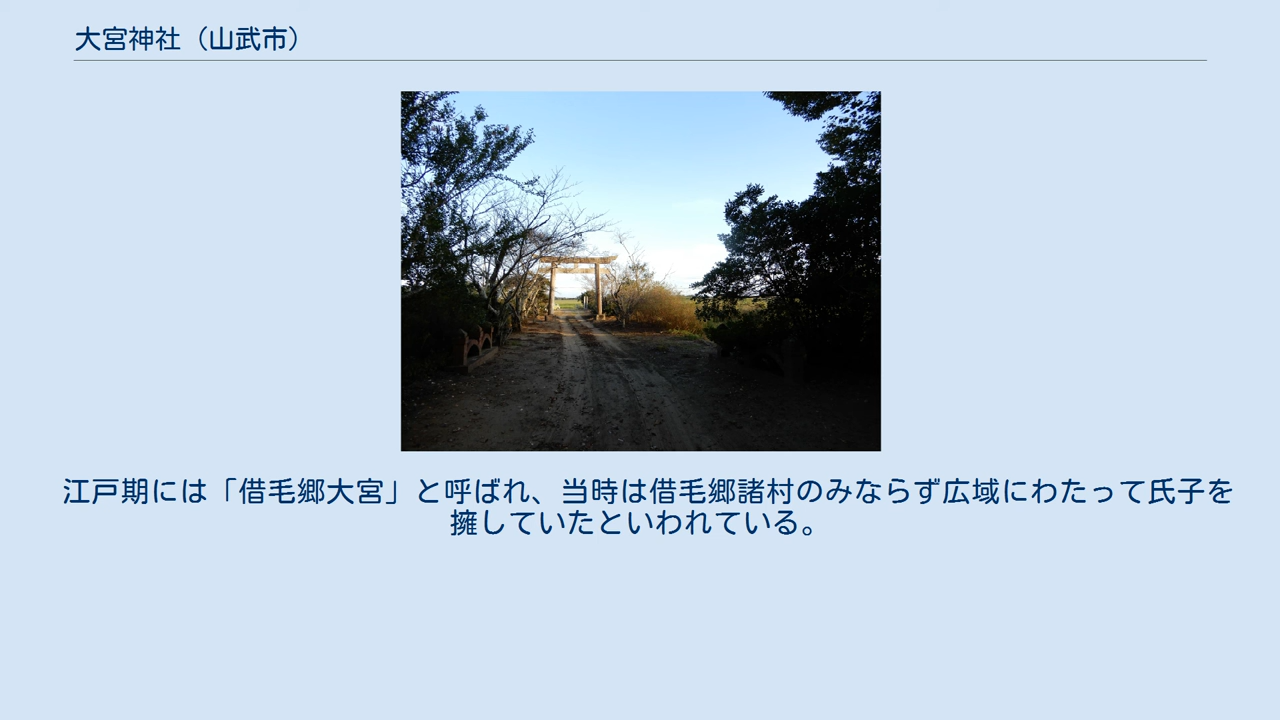 大宮神社（山武市）
江戸期には「借毛郷大宮」と呼ばれ、当時は借毛郷諸村のみならず広域にわたって氏子を
擁していたといわれている。